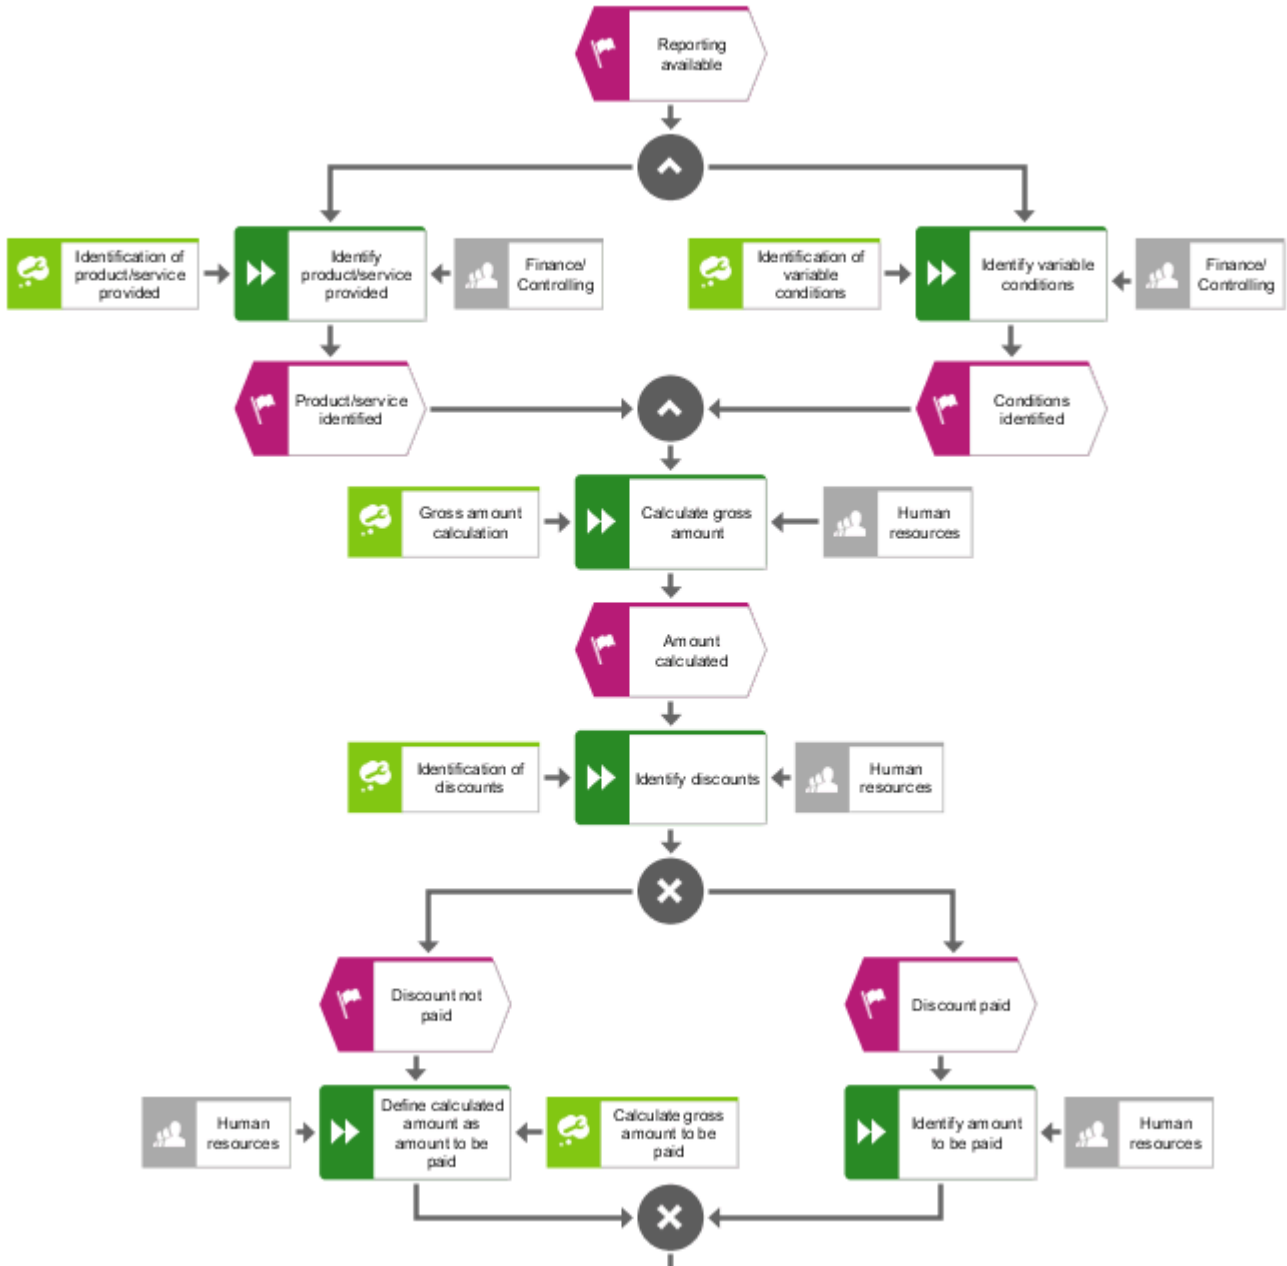 Reporting
available
Identification of
product/service
provided
Identify
product/service
provided
Finance/
Controlling
Identification of
variable
conditions
Identify variable
conditions
Finance/
Controlling
Product/service
identified
Conditions
identified
Gross amount
calculation
Calculate gross
amount
Human
resources
Amount
calculated
Identification of
discounts
Identify discounts
Human
resources
Discount not
paid
Discount paid
Human
resources
Define calculated
amount as
amount to be
paid
Calculate gross
amount to be
paid
Identify amount
to be paid
Human
resources